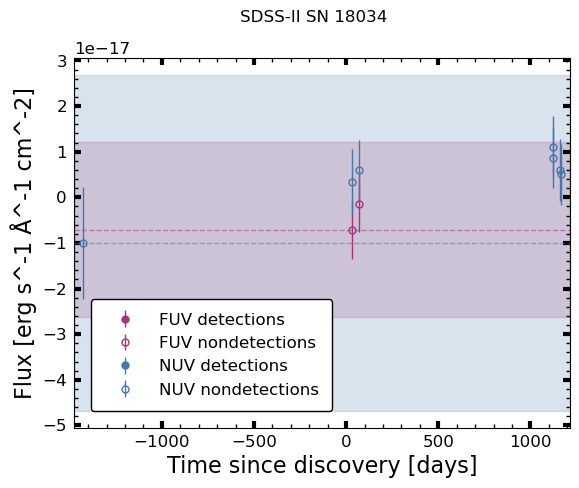 SDSS-II SN 18034
1e−17
3
2
1
0
−1
−2
−3
−4
−5
Flux [erg s^-1 Å^-1 cm^-2]
FUV detections
FUV nondetections
NUV detections
NUV nondetections
−1000 −500 0 500 1000
Time since discovery [days]